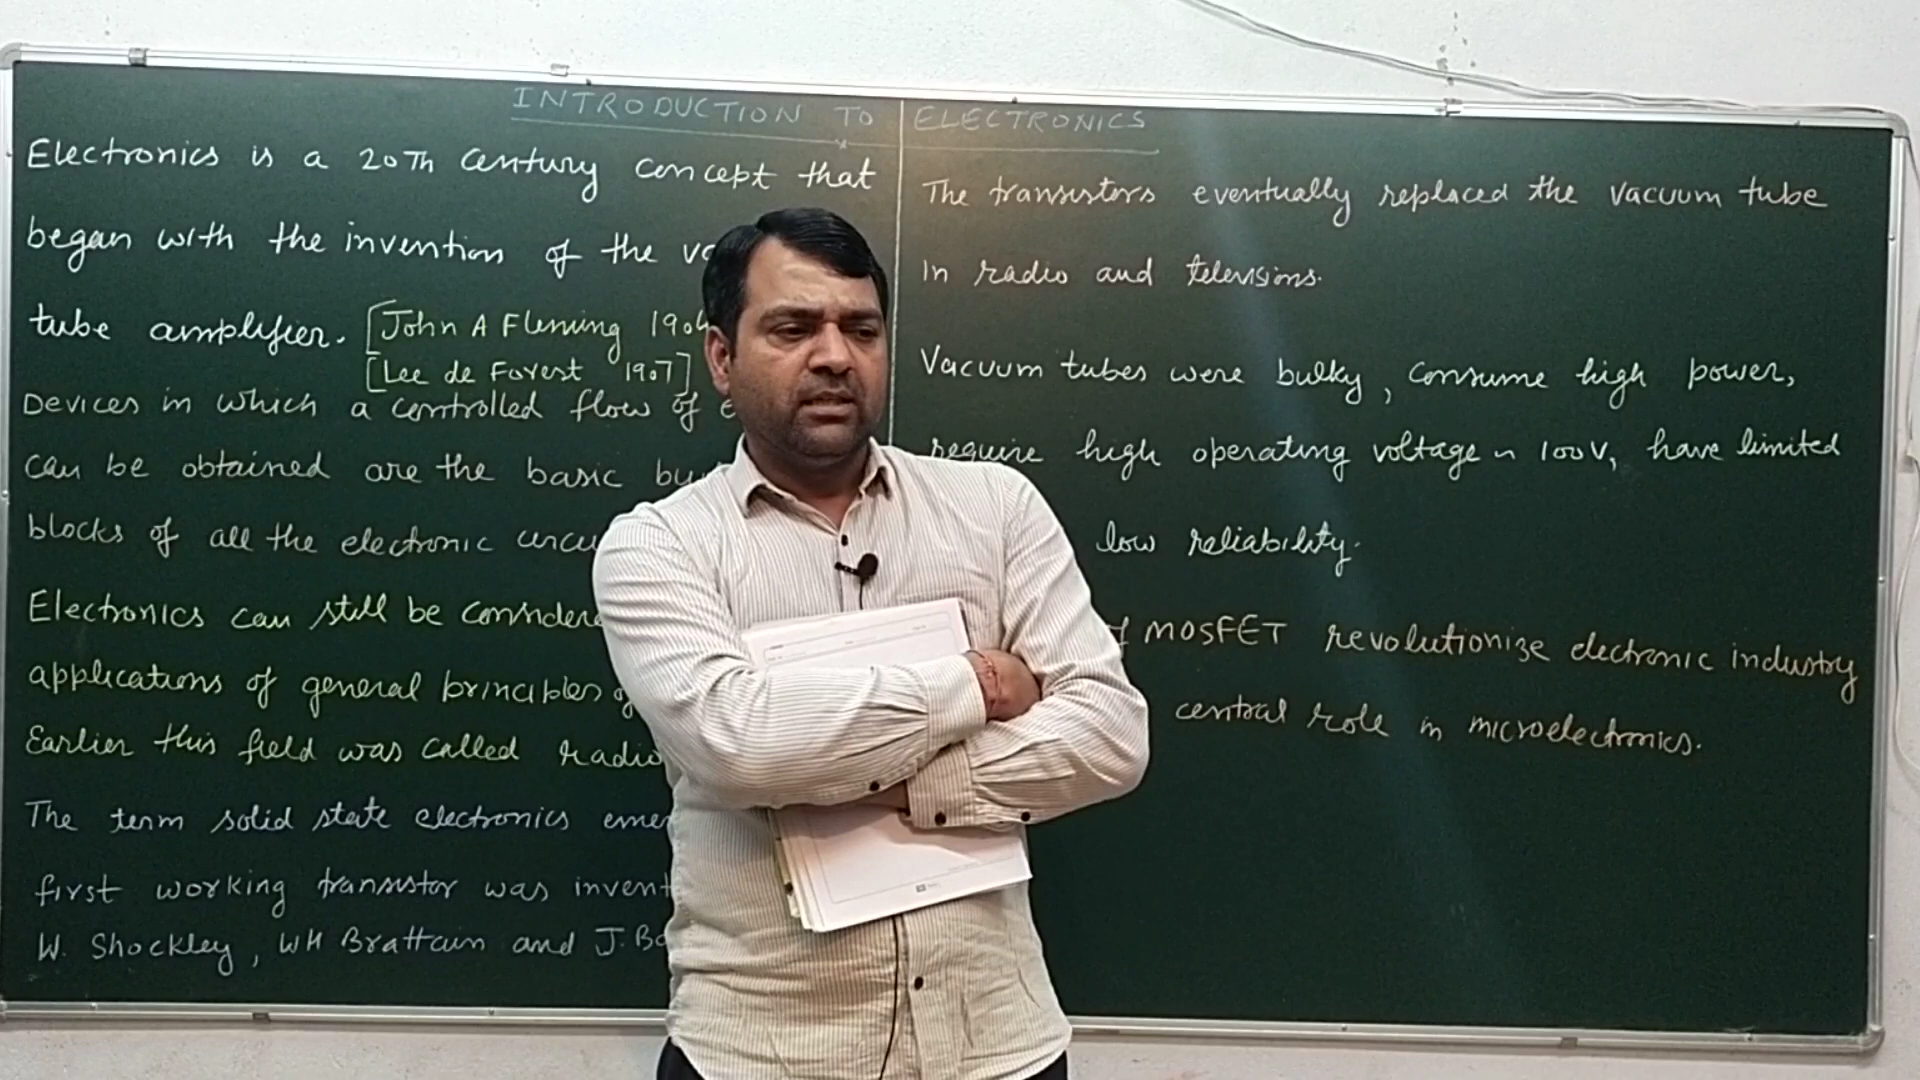 INTRODUCTION TO ELECTRONICS
Electronics is a 20Th century concept that
began with the invention of the
tube amplifier. [John A Fleming 190
[Lee de Forest 1907]
Devices in which a controlled flow of
can be obtained are the basic
blocks of all the electronic
Electronics can still be
applications of general principles
Earlier this field was called radio
The term solid state electronics
first working transistor was
W. Shockley, WH Brattain and J.
The transistors eventually replaced the vacuum tube
in radio and televisions.
Vacuum tubes were bulky, consume high power,
require high operating voltage ~ 100V, have limited
low reliability.
MOSFET revolutionize electronic industry
central role in microelectronics.